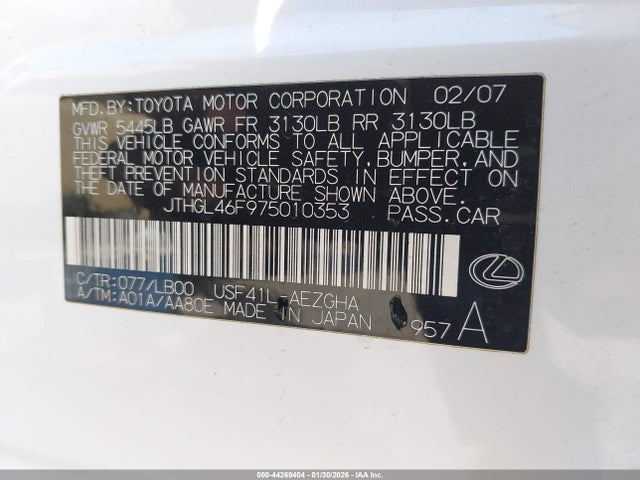 MFD.BY:TOYOTA MOTOR CORPORATION 02/07
GVWR 5445LB GAWR FR 3130LB RR 3130LB
THIS VEHICLE CONFORMS TO ALL APPLICABLE
FEDERAL MOTOR VEHICLE SAFETY,BUMPER,AND
THEFT PREVENTION STANDARDS IN EFFECT ON
THE DATE OF MANUFACTURE SHOWN ABOVE.
JTHGL46F975010353 PASS.CAR
C/TR:077/LB00 USF41L AEZGHA
A/TM:A01A/AA80E MADE IN JAPAN 957 A
000-44269404 - 01/30/2026 - IAA Inc.